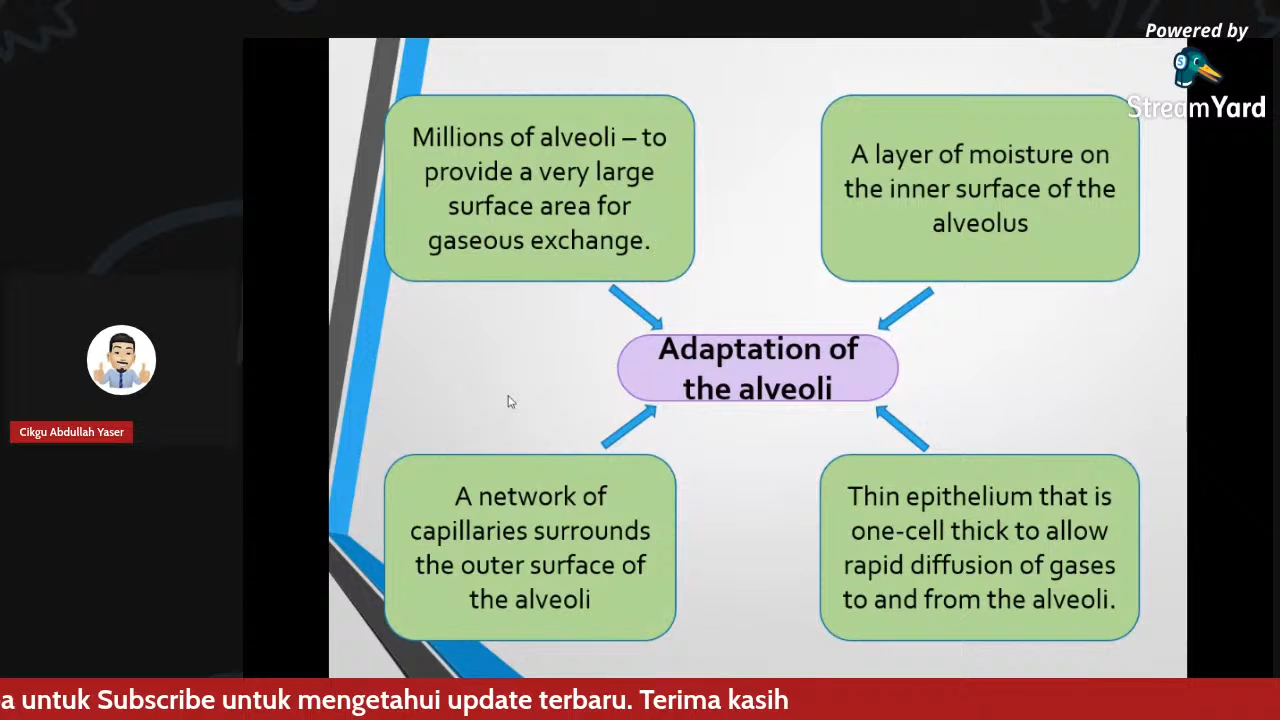 Powered by
StreamYard
Millions of alveoli – to
provide a very large
surface area for
gaseous exchange.
A layer of moisture on
the inner surface of the
alveolus
Adaptation of
the alveoli
A network of
capillaries surrounds
the outer surface of
the alveoli
Thin epithelium that is
one-cell thick to allow
rapid diffusion of gases
to and from the alveoli.
Cikgu Abdullah Yaser
a untuk Subscribe untuk mengetahui update terbaru. Terima kasih